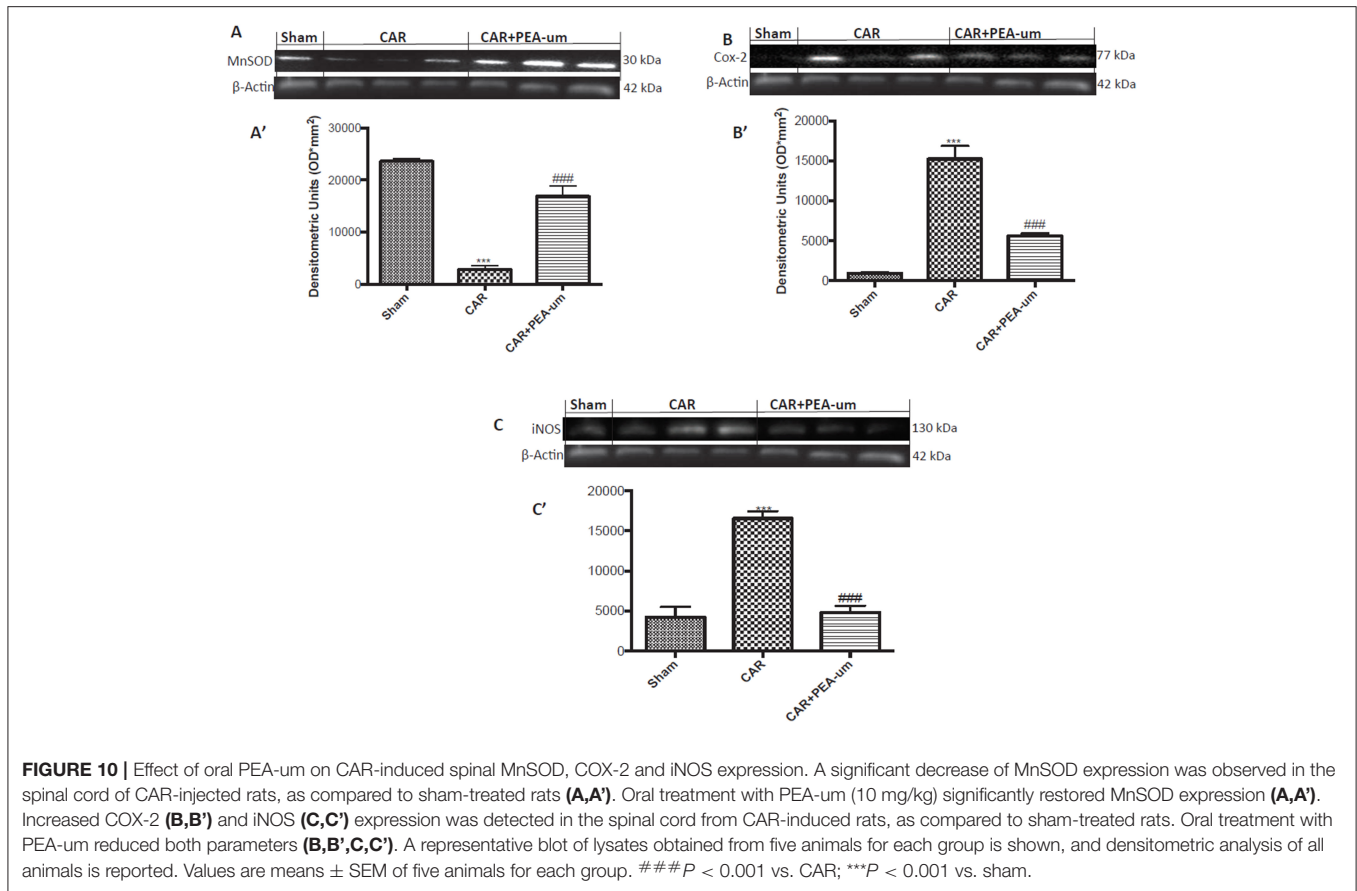 A
Sham CAR CAR+PEA-um
MnSOD 30 kDa
β-Actin 42 kDa
A'
Densitometric Units (OD*mm²)
30000
20000
10000
0
***
###
Sham
CAR
CAR+PEA-um
B
Sham CAR CAR+PEA-um
Cox-2 77 kDa
β-Actin 42 kDa
B'
Densitometric Units (OD*mm²)
20000
15000
10000
5000
0
***
###
Sham
CAR
CAR+PEA-um
C
Sham CAR CAR+PEA-um
iNOS 130 kDa
β-Actin 42 kDa
C'
20000
15000
10000
5000
0
***
###
Sham
CAR
CAR+PEA-um
FIGURE 10 | Effect of oral PEA-um on CAR-induced spinal MnSOD, COX-2 and iNOS expression. A significant decrease of MnSOD expression was observed in the
spinal cord of CAR-injected rats, as compared to sham-treated rats (A,A'). Oral treatment with PEA-um (10 mg/kg) significantly restored MnSOD expression (A,A').
Increased COX-2 (B,B') and iNOS (C,C') expression was detected in the spinal cord from CAR-induced rats, as compared to sham-treated rats. Oral treatment with
PEA-um reduced both parameters (B,B',C,C'). A representative blot of lysates obtained from five animals for each group is shown, and densitometric analysis of all
animals is reported. Values are means ± SEM of five animals for each group. ###P < 0.001 vs. CAR; ***P < 0.001 vs. sham.